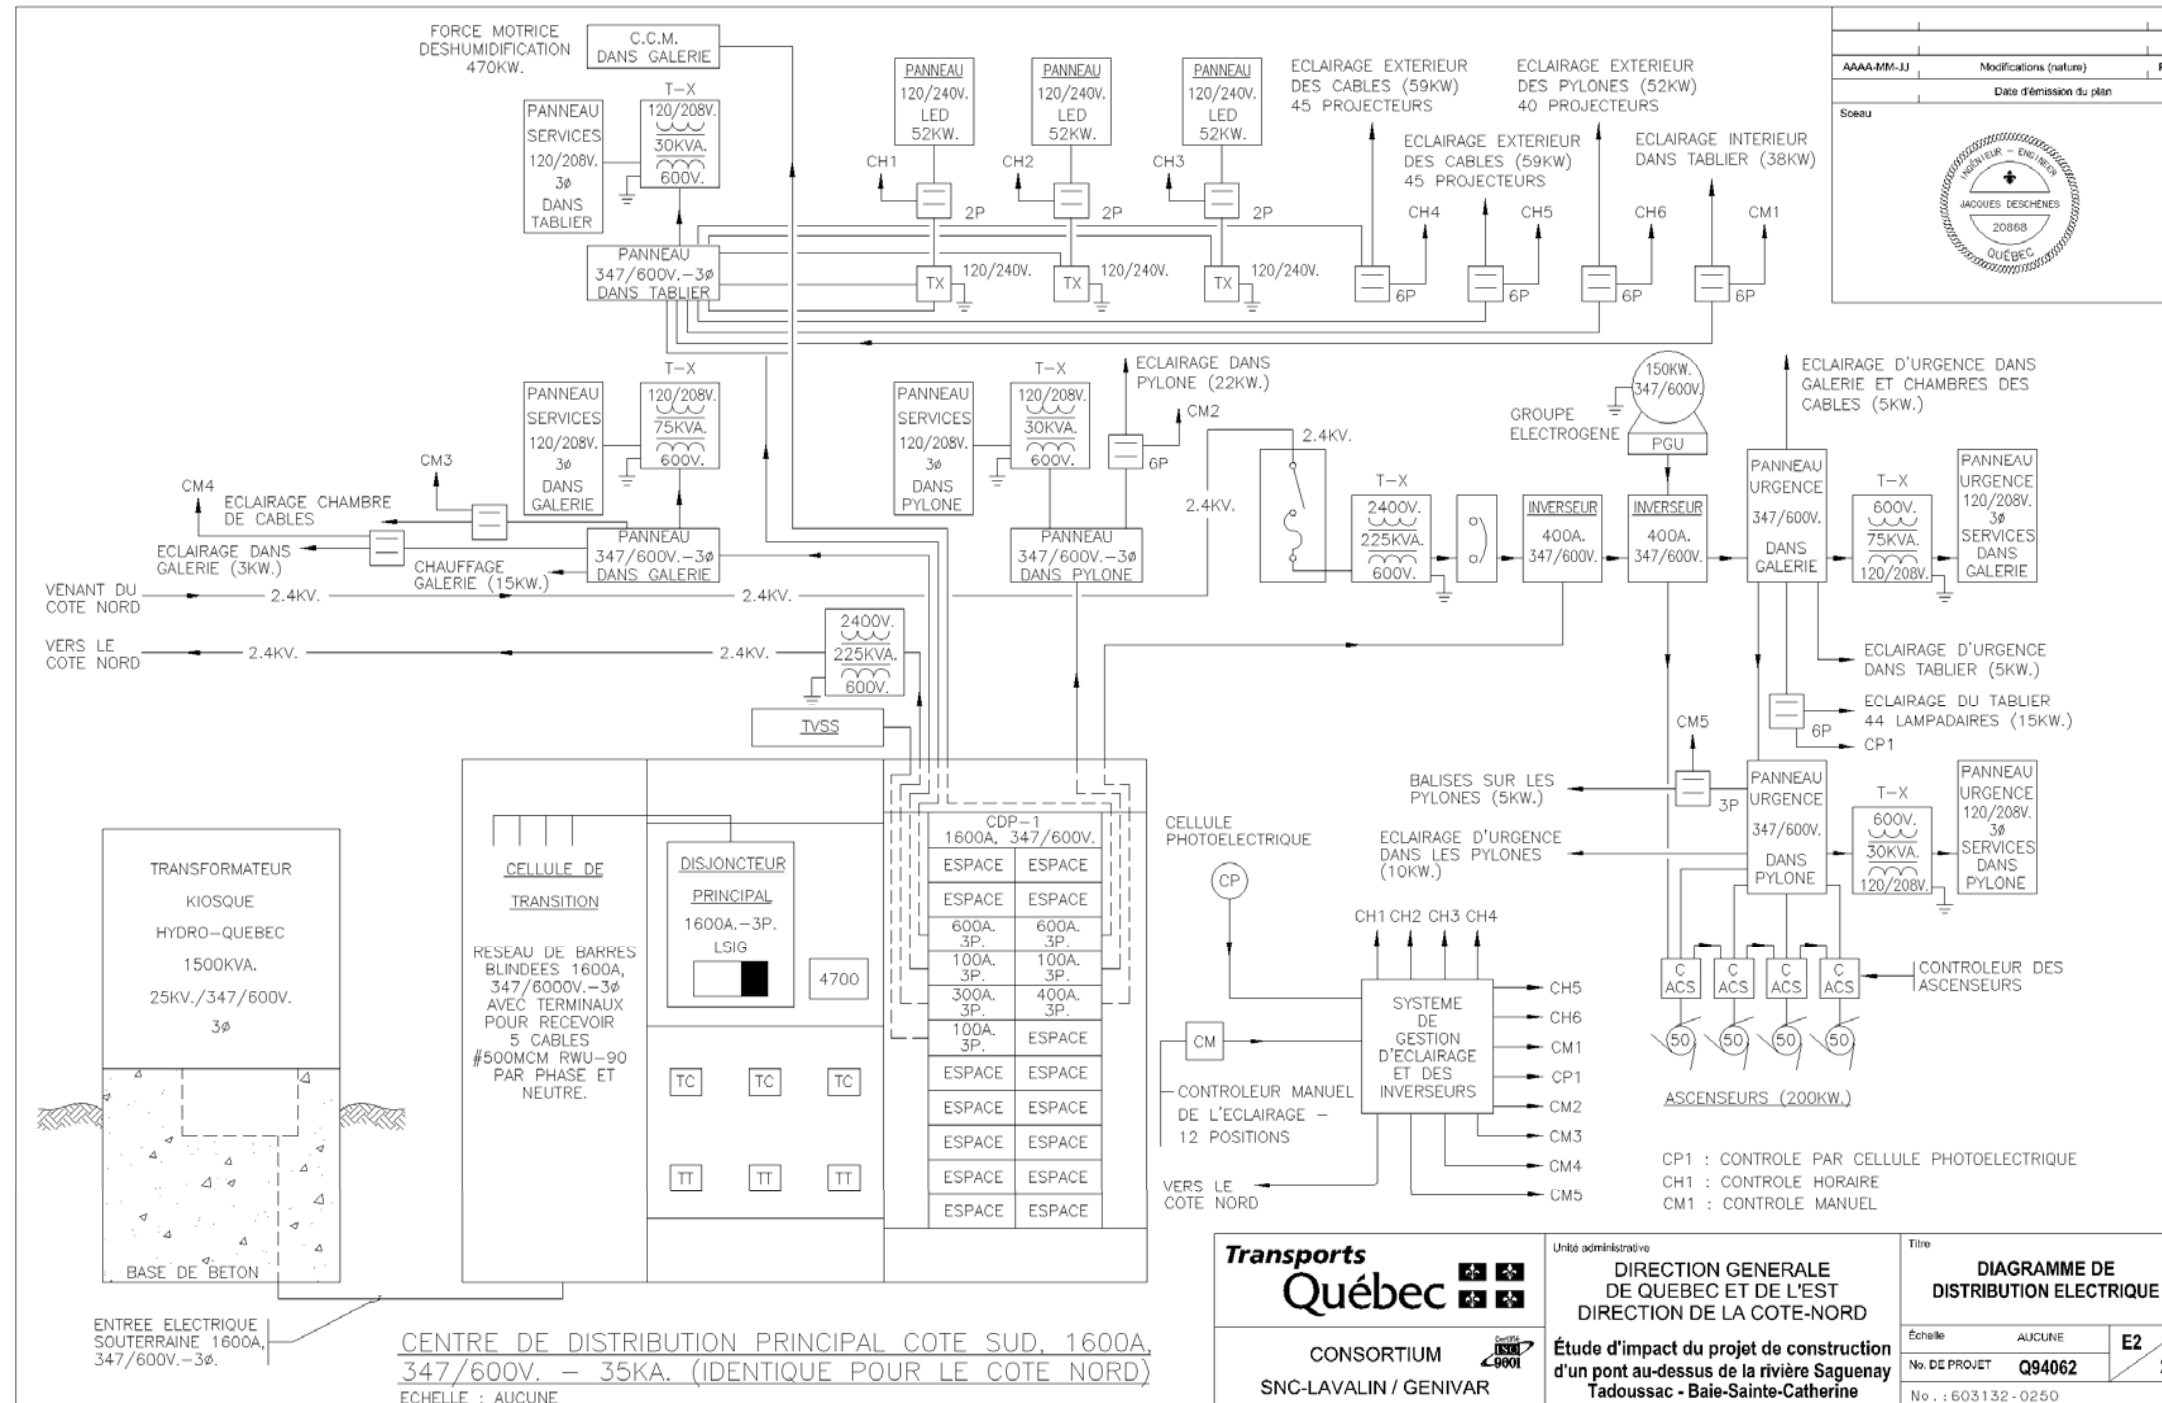 FORCE MOTRICE
DESHUMIDIFICATION
470KW.
C.C.M.
DANS GALERIE
T-X
PANNEAU
SERVICES
120/208V.
3ø
DANS
TABLIER
120/208V.
30KVA.
600V.
PANNEAU
347/600V.-3ø
DANS TABLIER
PANNEAU
120/240V.
LED
52KW.
PANNEAU
120/240V.
LED
52KW.
PANNEAU
120/240V.
LED
52KW.
CH1
2P
CH2
2P
CH3
2P
TX
120/240V.
TX
120/240V.
TX
120/240V.
ECLAIRAGE EXTERIEUR
DES CABLES (59KW)
45 PROJECTEURS
ECLAIRAGE EXTERIEUR
DES PYLONES (52KW)
40 PROJECTEURS
ECLAIRAGE EXTERIEUR
DES CABLES (59KW)
45 PROJECTEURS
ECLAIRAGE INTERIEUR
DANS TABLIER (38KW)
CH4
CH5
CH6
CM1
6P
6P
6P
6P
AAAA-MM-JJ
Modifications (nature)
Date d'émission du plan
Sceau
INGÉNIEUR - ENGINEER
JACQUES DESCHÊNES
20868
QUÉBEC
T-X
PANNEAU
SERVICES
120/208V.
3ø
DANS
GALERIE
120/208V.
75KVA.
600V.
CM3
CM4
ECLAIRAGE CHAMBRE
DE CABLES
ECLAIRAGE DANS
GALERIE (3KW.)
CHAUFFAGE
GALERIE (15KW.)
PANNEAU
347/600V.-3ø
DANS GALERIE
T-X
PANNEAU
SERVICES
120/208V.
3ø
DANS
PYLONE
120/208V.
30KVA.
600V.
ECLAIRAGE DANS
PYLONE (22KW.)
CM2
6P
PANNEAU
347/600V.-3ø
DANS PYLONE
2.4KV.
2.4KV.
T-X
2400V.
225KVA.
600V.
GROUPE
ELECTROGENE
150KW.
347/600V.
PGU
INVERSEUR
400A.
347/600V.
INVERSEUR
400A.
347/600V.
ECLAIRAGE D'URGENCE DANS
GALERIE ET CHAMBRES DES
CABLES (5KW.)
PANNEAU
URGENCE
347/600V.
DANS
GALERIE
T-X
600V.
75KVA.
120/208V.
PANNEAU
URGENCE
120/208V.
3ø
SERVICES
DANS
GALERIE
VENANT DU
COTE NORD
2.4KV.
2.4KV.
VERS LE
COTE NORD
2.4KV.
2.4KV.
2400V.
225KVA.
600V.
TVSS
ECLAIRAGE D'URGENCE
DANS TABLIER (5KW.)
ECLAIRAGE DU TABLIER
44 LAMPADAIRES (15KW.)
6P
CP1
CM5
3P
BALISES SUR LES
PYLONES (5KW.)
ECLAIRAGE D'URGENCE
DANS LES PYLONES
(10KW.)
PANNEAU
URGENCE
347/600V.
DANS
PYLONE
T-X
600V.
30KVA.
120/208V.
PANNEAU
URGENCE
120/208V.
3ø
SERVICES
DANS
PYLONE
C
ACS
C
ACS
C
ACS
C
ACS
CONTROLEUR DES
ASCENSEURS
50
50
50
50
ASCENSEURS (200KW.)
TRANSFORMATEUR
KIOSQUE
HYDRO-QUEBEC
1500KVA.
25KV./347/600V.
3ø
BASE DE BETON
ENTREE ELECTRIQUE
SOUTERRAINE 1600A,
347/600V.-3ø.
CELLULE DE
TRANSITION
RESEAU DE BARRES
BLINDEES 1600A,
347/6000V.-3ø
AVEC TERMINAUX
POUR RECEVOIR
5 CABLES
#500MCM RWU-90
PAR PHASE ET
NEUTRE.
DISJONCTEUR
PRINCIPAL
1600A.-3P.
LSIG
4700
TC TC TC
TT TT TT
CDP-1
1600A, 347/600V.
ESPACE ESPACE
ESPACE ESPACE
600A. 600A.
3P. 3P.
100A. 100A.
3P. 3P.
300A. 400A.
3P. 3P.
100A. ESPACE
3P.
ESPACE ESPACE
ESPACE ESPACE
ESPACE ESPACE
ESPACE ESPACE
ESPACE ESPACE
CELLULE
PHOTOELECTRIQUE
CP
CM
CONTROLEUR MANUEL
DE L'ECLAIRAGE -
12 POSITIONS
CH1 CH2 CH3 CH4
SYSTEME
DE
GESTION
D'ECLAIRAGE
ET DES
INVERSEURS
CH5
CH6
CM1
CP1
CM2
CM3
CM4
CM5
VERS LE
COTE NORD
CP1 : CONTROLE PAR CELLULE PHOTOELECTRIQUE
CH1 : CONTROLE HORAIRE
CM1 : CONTROLE MANUEL
CENTRE DE DISTRIBUTION PRINCIPAL COTE SUD, 1600A,
347/600V. - 35KA. (IDENTIQUE POUR LE COTE NORD)
ECHELLE : AUCUNE
Transports
Québec
CONSORTIUM
SNC-LAVALIN / GENIVAR
Certifié
ISO
9001
Unité administrative
DIRECTION GENERALE
DE QUEBEC ET DE L'EST
DIRECTION DE LA COTE-NORD
Étude d'impact du projet de construction
d'un pont au-dessus de la rivière Saguenay
Tadoussac - Baie-Sainte-Catherine
Titre
DIAGRAMME DE
DISTRIBUTION ELECTRIQUE
Échelle
AUCUNE
E2
No. DE PROJET
Q94062
No.:603132-0250